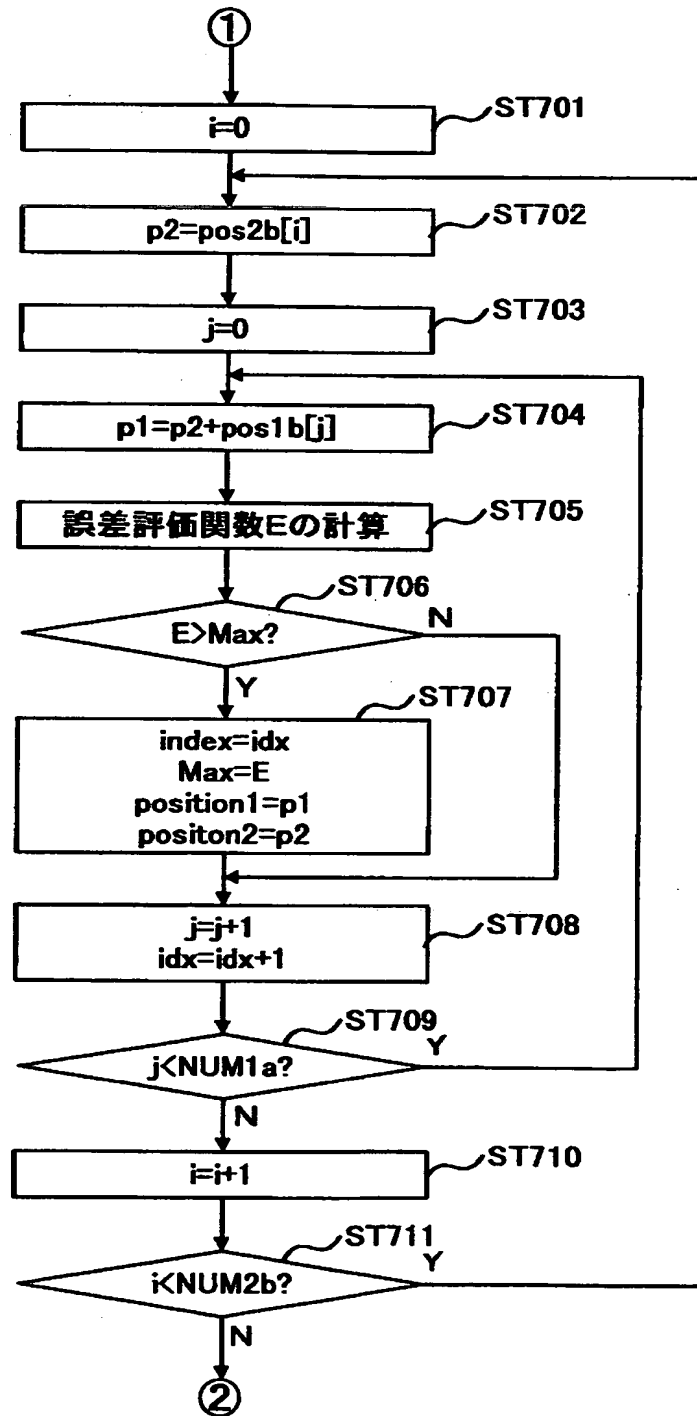 ①
ST701
i=0
ST702
p2=pos2b[i]
ST703
j=0
ST704
p1=p2+pos1b[j]
ST705
誤差評価関数Eの計算
ST706
E>Max?
N
Y
ST707
index=idx
Max=E
position1=p1
positon2=p2
j=j+1
idx=idx+1
ST708
ST709
j<NUM1a?
Y
N
ST710
i=i+1
ST711
i<NUM2b?
Y
N
②